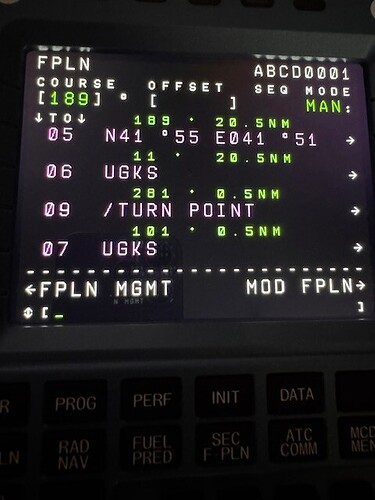 FPLN ABCD0001
COURSE OFFSET SEQ MODE
[189]° [ ] MAN:
↓TO↓ 189 ° 20.5NM
05 N41 °55 E041 °51
11 ° 20.5NM
06 UGKS →
281 ° 0.5NM
09 /TURN POINT →
101 ° 0.5NM
07 UGKS →
←FPLN MGMT MOD FPLN→
↕ [_ ]
PROG PERF INIT DATA
RAD NAV FUEL PRED SEC F-PLN ATC COMM